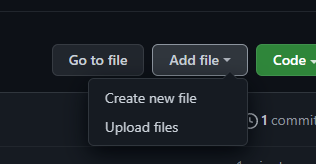 Go to file
Add file
Code
Create new file
Upload files
1 commit